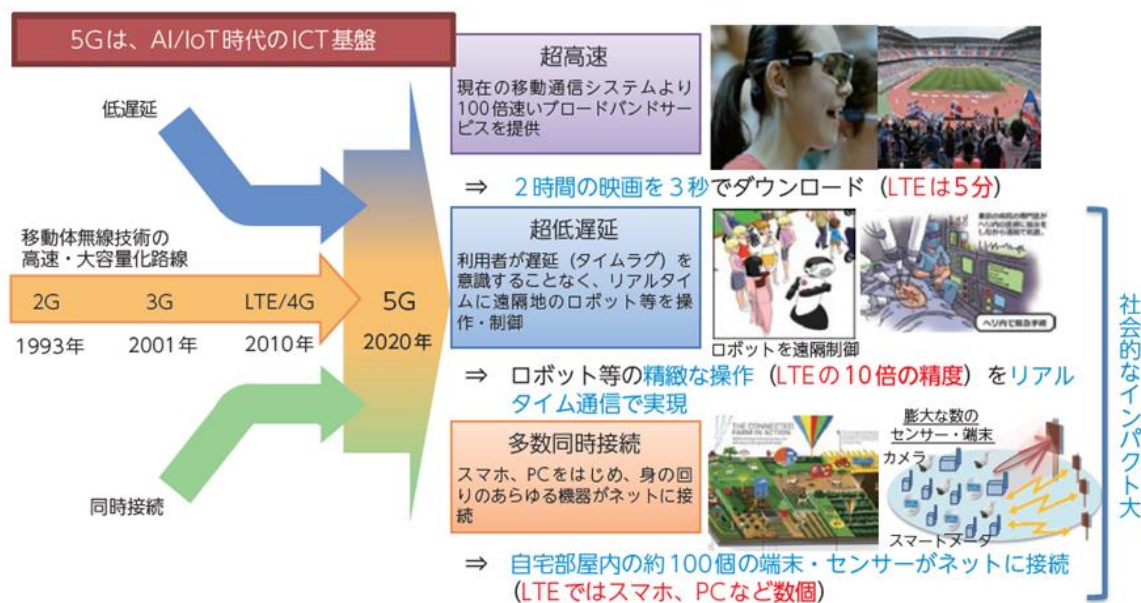 5Gは、AI/IoT時代のICT基盤
低遅延
移動体無線技術の
高速・大容量化路線
2G
3G
LTE/4G
5G
1993年
2001年
2010年
2020年
同時接続
超高速
現在の移動通信システムより
100倍速いブロードバンドサー
ビスを提供
⇒ 2時間の映画を3秒でダウンロード（LTEは5分）
超低遅延
利用者が遅延（タイムラグ）を
意識することなく、リアルタイ
ムに遠隔地のロボット等を操
作・制御
ロボットを遠隔制御
ヘリ内で緊急手術
⇒ ロボット等の精緻な操作（LTEの10倍の精度）をリアル
タイム通信で実現
多数同時接続
スマホ、PCをはじめ、身の回
りのあらゆる機器がネットに接
続
THE CONNECTED
FARM IN ACTION
膨大な数の
センサー・端末
カメラ
スマートメータ
⇒ 自宅部屋内の約100個の端末・センサーがネットに接続
（LTEではスマホ、PCなど数個）
社会的なインパクト大